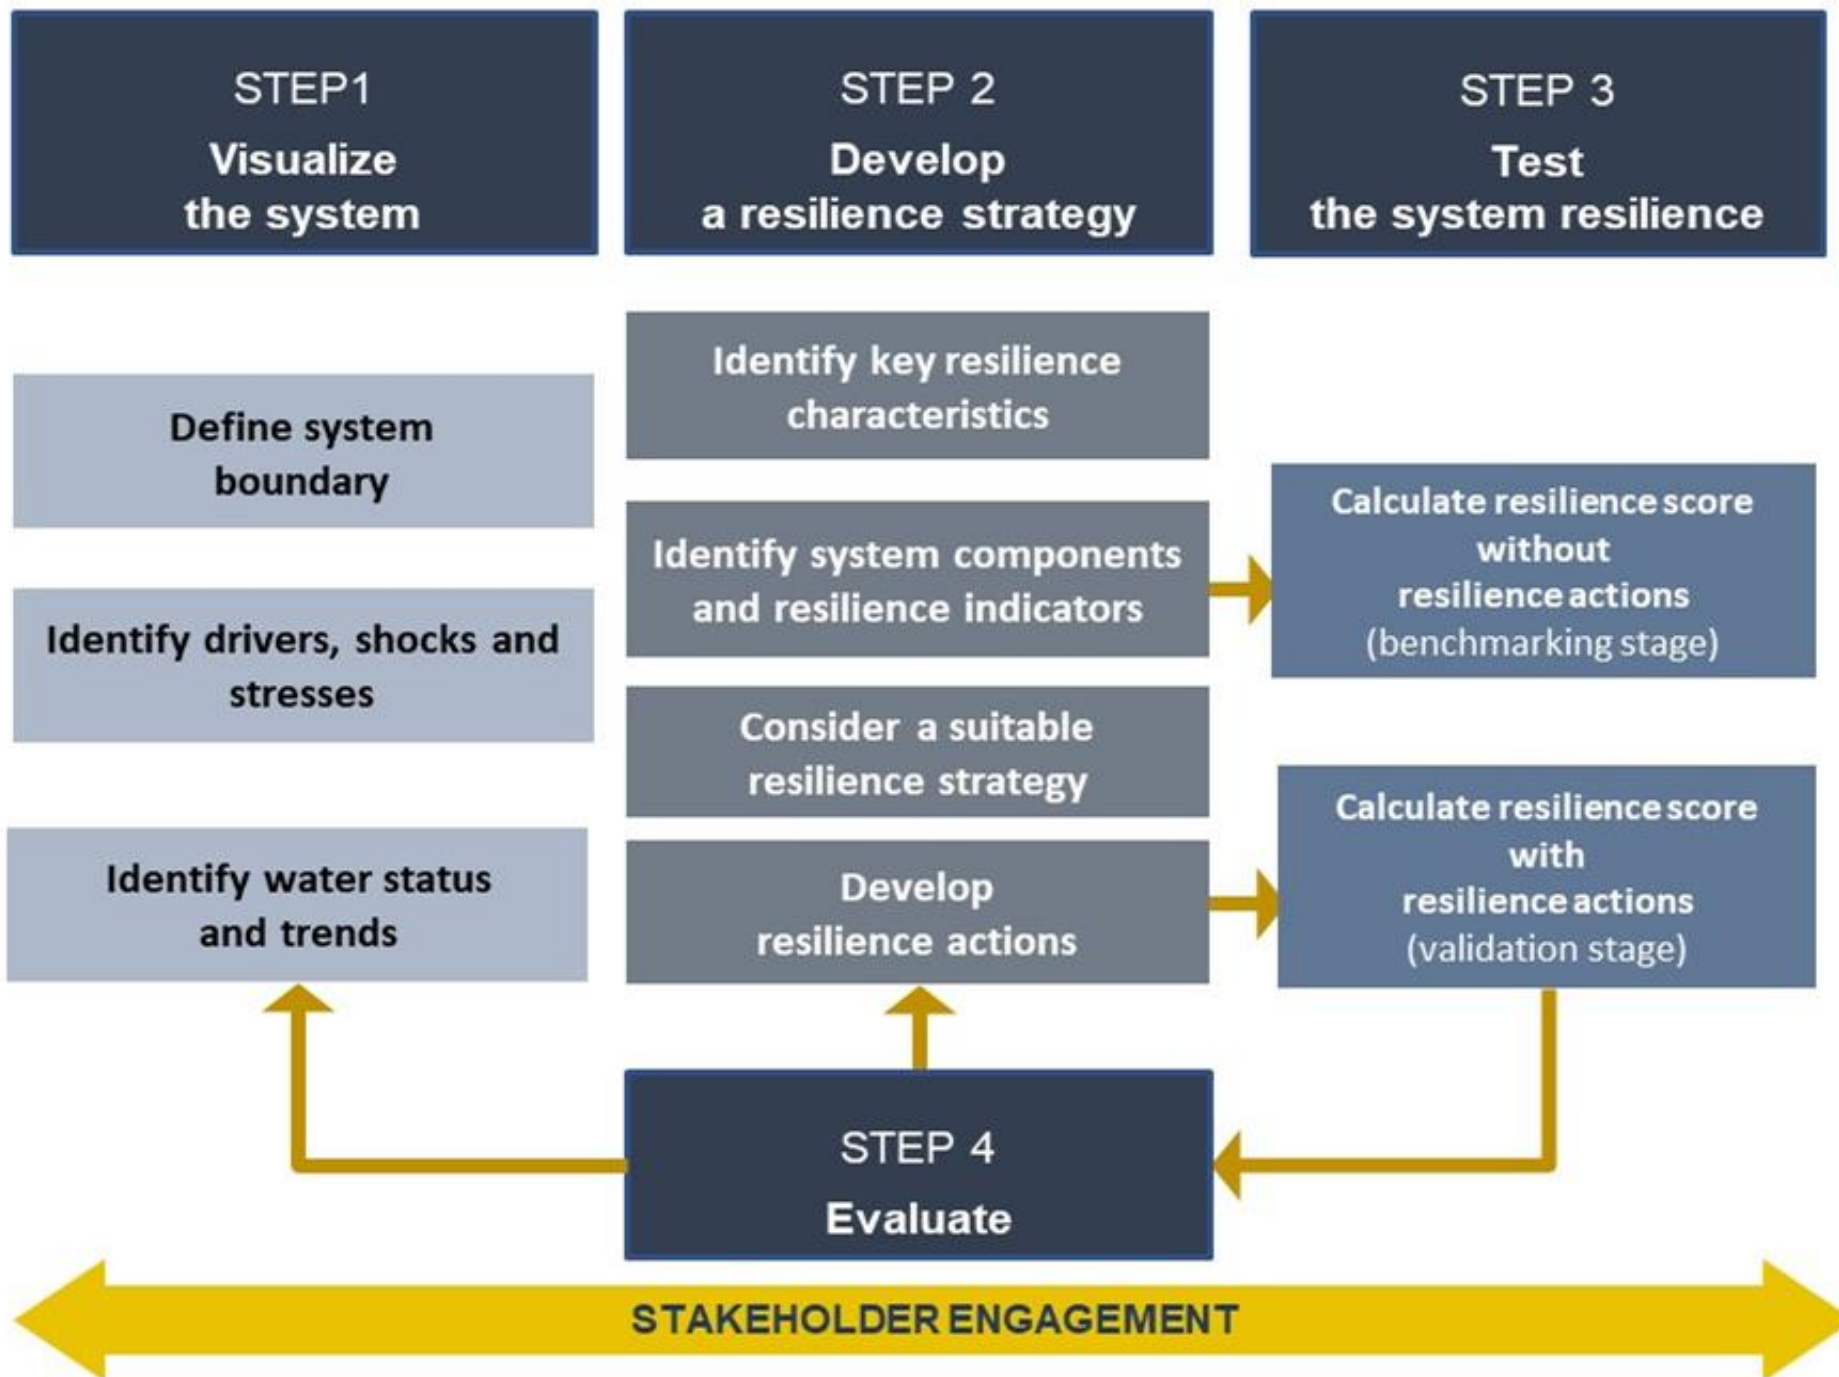 STEP1
Visualize
the system
Define system
boundary
Identify drivers, shocks and
stresses
Identify water status
and trends
STEP 2
Develop
a resilience strategy
Identify key resilience
characteristics
Identify system components
and resilience indicators
Consider a suitable
resilience strategy
Develop
resilience actions
STEP 3
Test
the system resilience
Calculate resilience score
without
resilience actions
(benchmarking stage)
Calculate resilience score
with
resilience actions
(validation stage)
STEP 4
Evaluate
STAKEHOLDER ENGAGEMENT